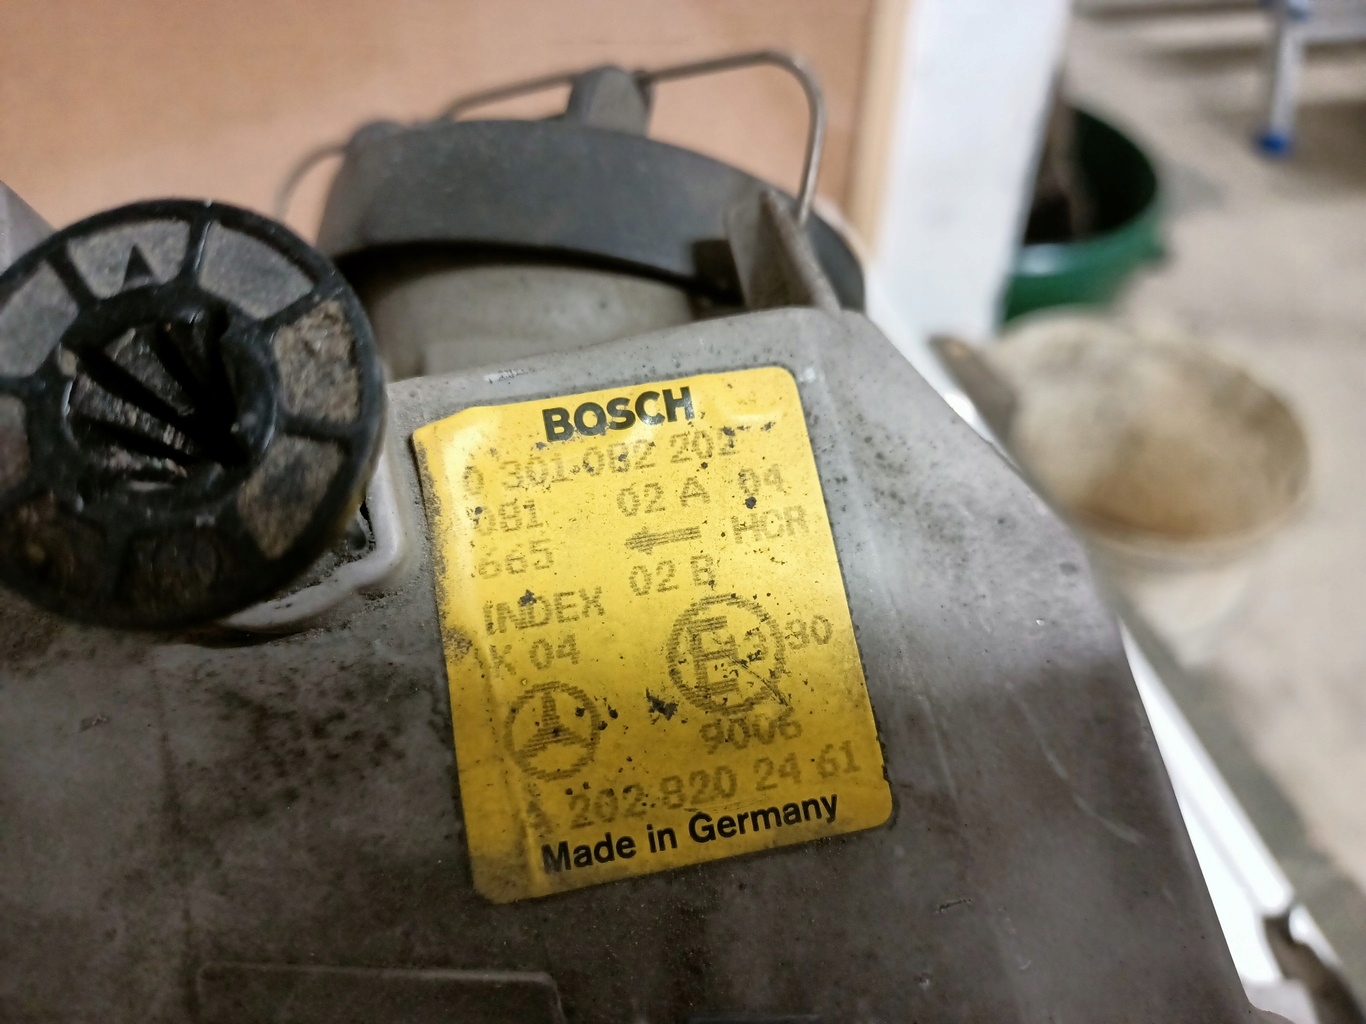 BOSCH
0 301 082 202
081 02 A 04
665 ← HCR
INDEX 02 B
K 04 E 30
9006
A 202 820 24 61
Made in Germany